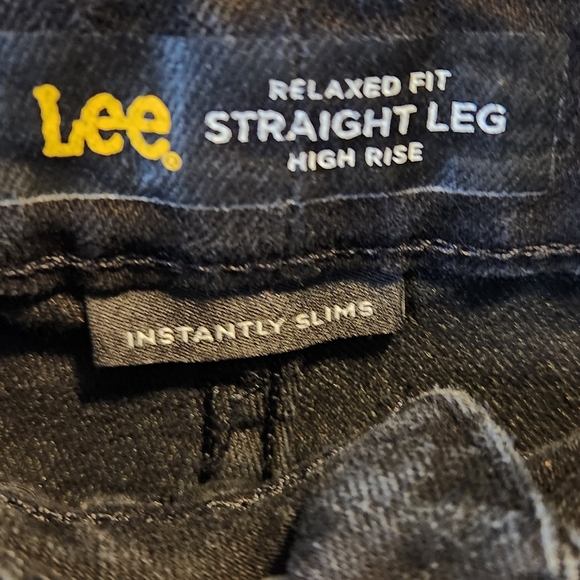 Lee®
RELAXED FIT
STRAIGHT LEG
HIGH RISE
INSTANTLY SLIMS